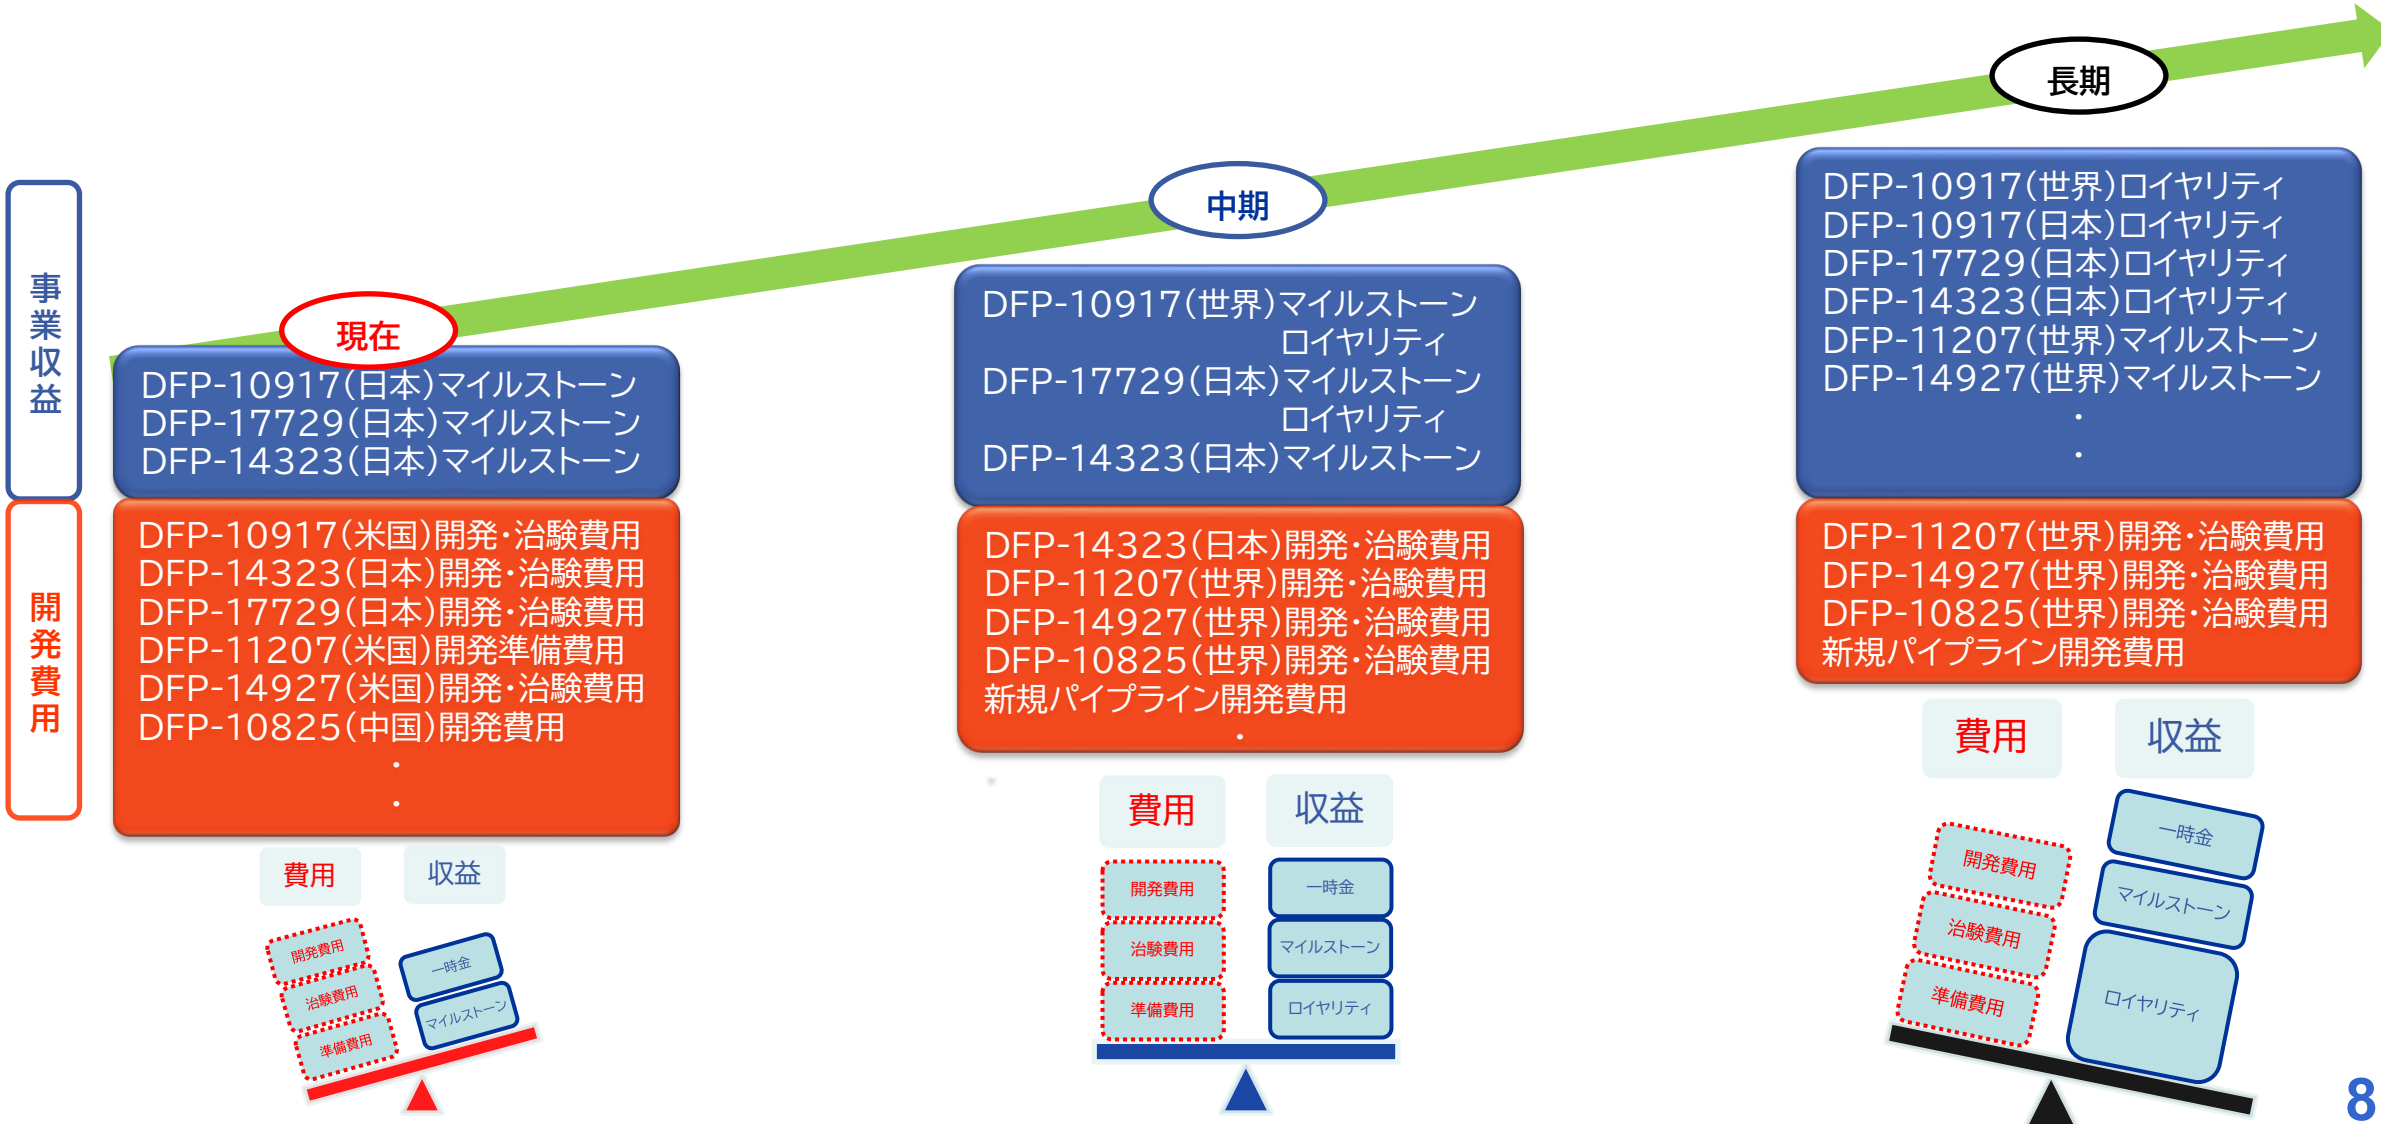 長期
中期
現在
事業収益
開発費用
DFP-10917(日本)マイルストーン
DFP-17729(日本)マイルストーン
DFP-14323(日本)マイルストーン
DFP-10917(米国)開発・治験費用
DFP-14323(日本)開発・治験費用
DFP-17729(日本)開発・治験費用
DFP-11207(米国)開発準備費用
DFP-14927(米国)開発・治験費用
DFP-10825(中国)開発費用
・
・
費用
収益
開発費用
治験費用
準備費用
一時金
マイルストーン
DFP-10917(世界)マイルストーン
ロイヤリティ
DFP-17729(日本)マイルストーン
ロイヤリティ
DFP-14323(日本)マイルストーン
DFP-14323(日本)開発・治験費用
DFP-11207(世界)開発・治験費用
DFP-14927(世界)開発・治験費用
DFP-10825(世界)開発・治験費用
新規パイプライン開発費用
・
費用
収益
開発費用
治験費用
準備費用
一時金
マイルストーン
ロイヤリティ
DFP-10917(世界)ロイヤリティ
DFP-10917(日本)ロイヤリティ
DFP-17729(日本)ロイヤリティ
DFP-14323(日本)ロイヤリティ
DFP-11207(世界)マイルストーン
DFP-14927(世界)マイルストーン
・
・
DFP-11207(世界)開発・治験費用
DFP-14927(世界)開発・治験費用
DFP-10825(世界)開発・治験費用
新規パイプライン開発費用
費用
収益
開発費用
治験費用
準備費用
一時金
マイルストーン
ロイヤリティ
8